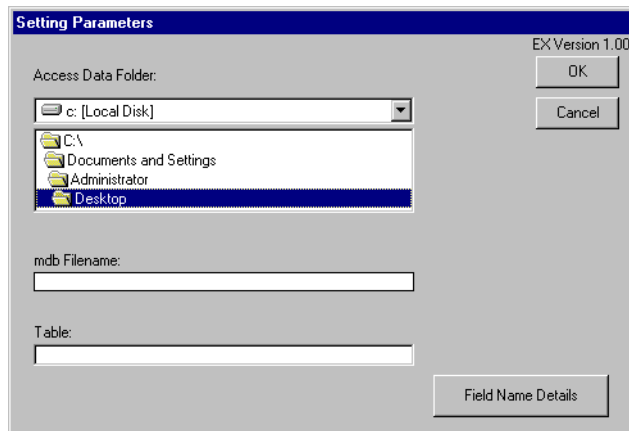 Setting Parameters
EX Version 1.00
Access Data Folder:
OK
c: [Local Disk]
Cancel
C:\
Documents and Settings
Administrator
Desktop
mdb Filename:
Table:
Field Name Details